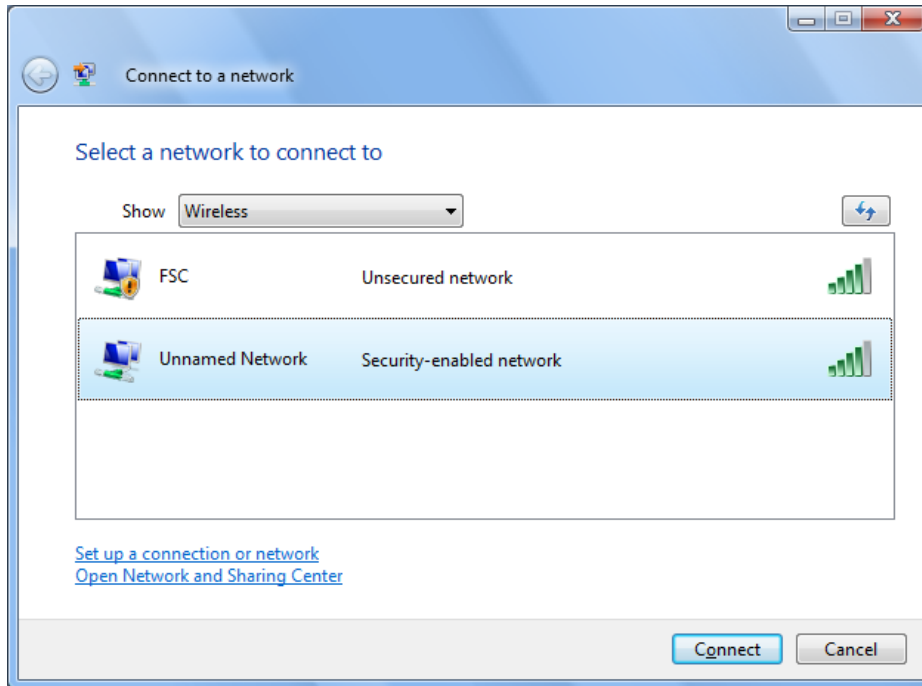 Connect to a network
Select a network to connect to
Show Wireless
FSC Unsecured network
Unnamed Network Security-enabled network
Set up a connection or network
Open Network and Sharing Center
Connect Cancel